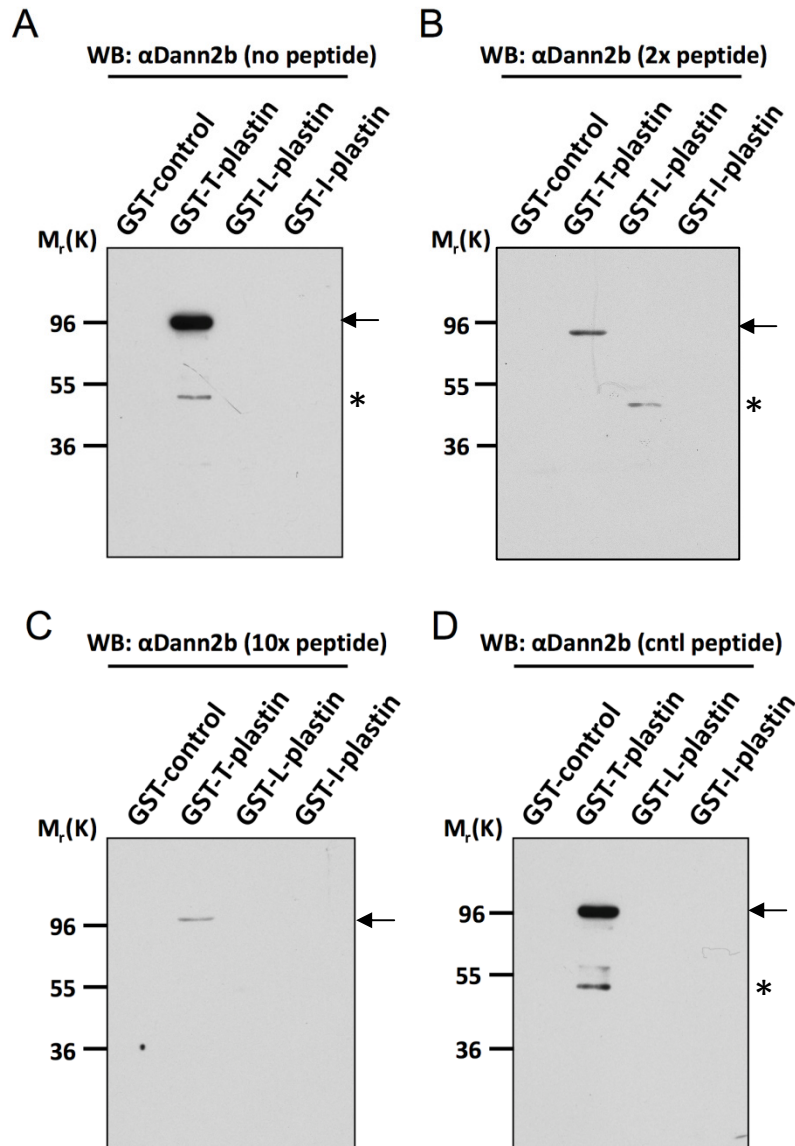 A
WB: αDann2b (no peptide)
GST-control
GST-T-plastin
GST-L-plastin
GST-I-plastin
Mr(K)
96
55
*
36
B
WB: αDann2b (2x peptide)
GST-control
GST-T-plastin
GST-L-plastin
GST-I-plastin
Mr(K)
96
55
*
36
C
WB: αDann2b (10x peptide)
GST-control
GST-T-plastin
GST-L-plastin
GST-I-plastin
Mr(K)
96
55
36
D
WB: αDann2b (cntl peptide)
GST-control
GST-T-plastin
GST-L-plastin
GST-I-plastin
Mr(K)
96
55
*
36